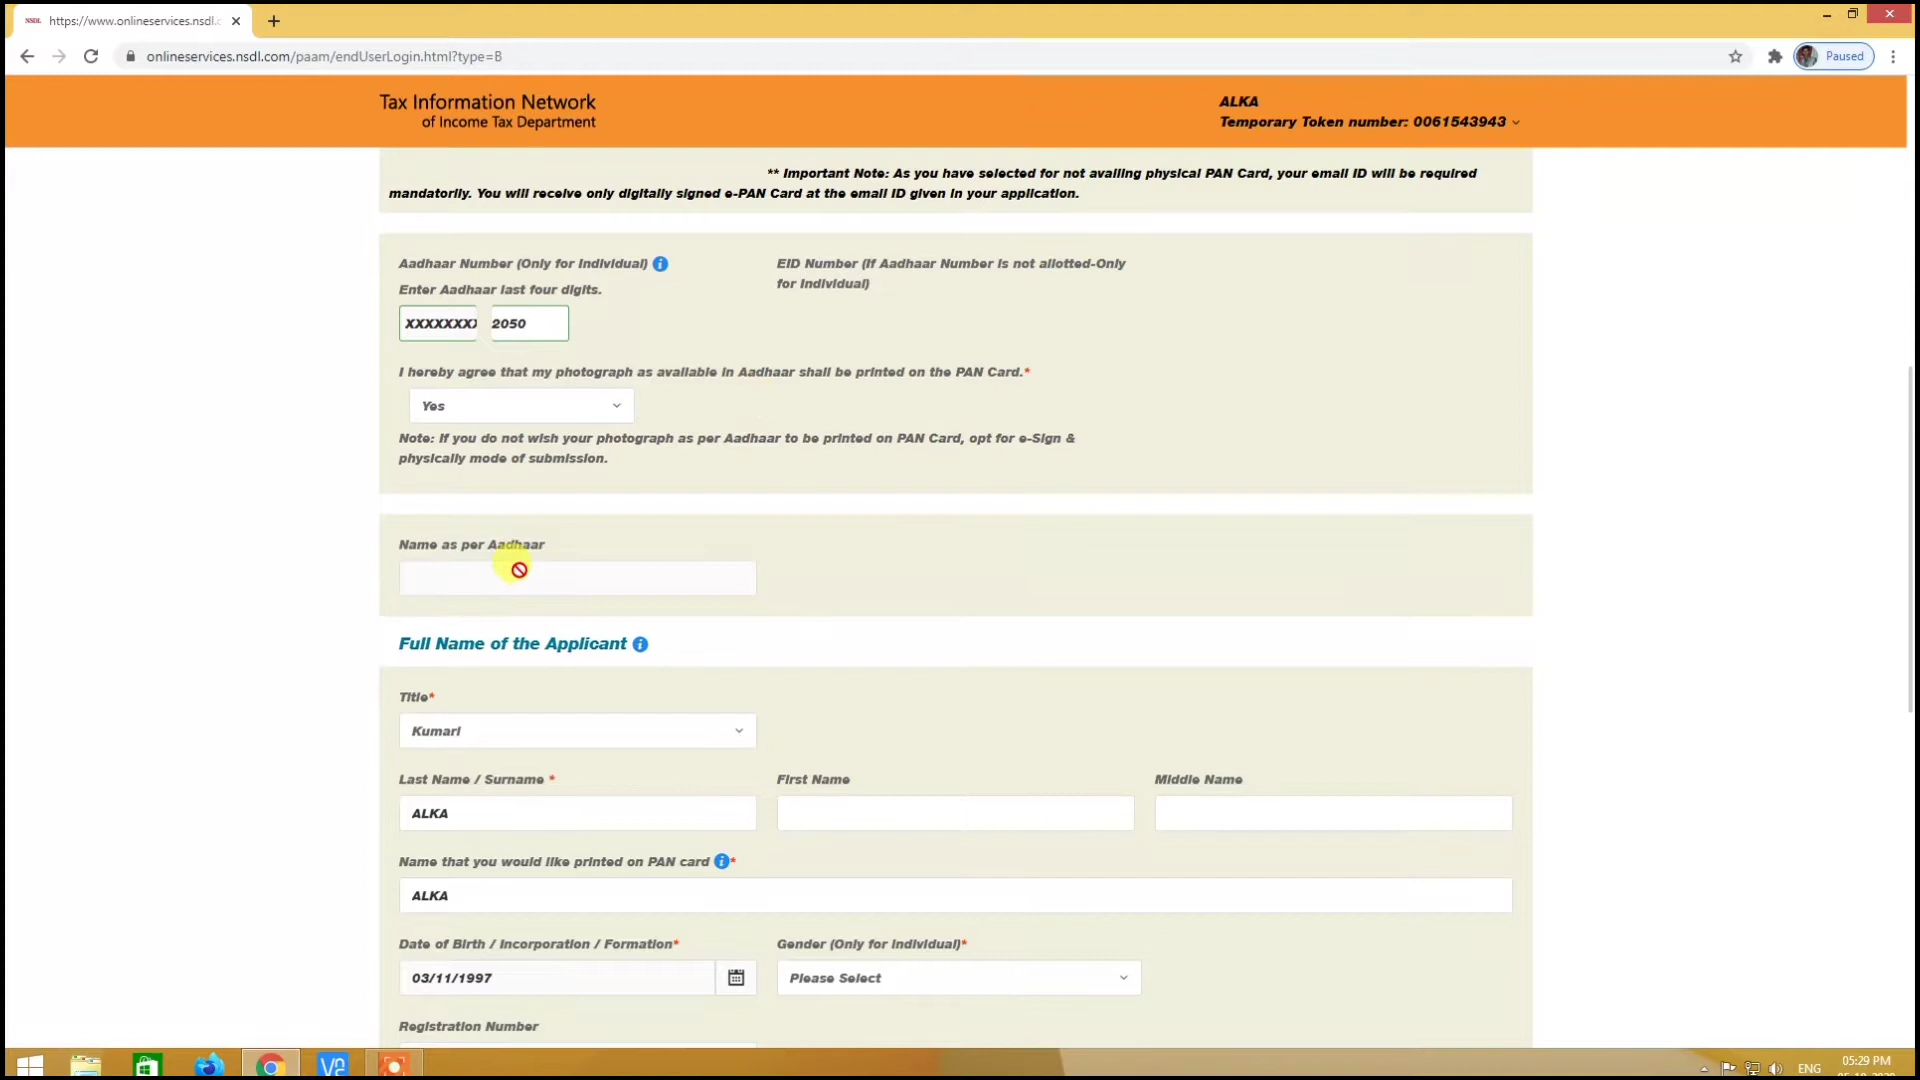 NSDL https://www.onlineservices.nsdl.c
onlineservices.nsdl.com/paam/endUserLogin.html?type=B
Paused
Tax Information Network
of Income Tax Department
ALKA
Temporary Token number: 0061543943
** Important Note: As you have selected for not availing physical PAN Card, your email ID will be required
mandatorily. You will receive only digitally signed e-PAN Card at the email ID given in your application.
Aadhaar Number (Only for Individual)
EID Number (If Aadhaar Number is not allotted-Only
for Individual)
Enter Aadhaar last four digits.
XXXXXXXX 2050
I hereby agree that my photograph as available in Aadhaar shall be printed on the PAN Card.*
Yes
Note: If you do not wish your photograph as per Aadhaar to be printed on PAN Card, opt for e-Sign &
physically mode of submission.
Name as per Aadhaar
Full Name of the Applicant
Title*
Kumari
Last Name / Surname * First Name Middle Name
ALKA
Name that you would like printed on PAN card *
ALKA
Date of Birth / Incorporation / Formation* Gender (Only for Individual)*
03/11/1997 Please Select
Registration Number
ENG 05:29 PM